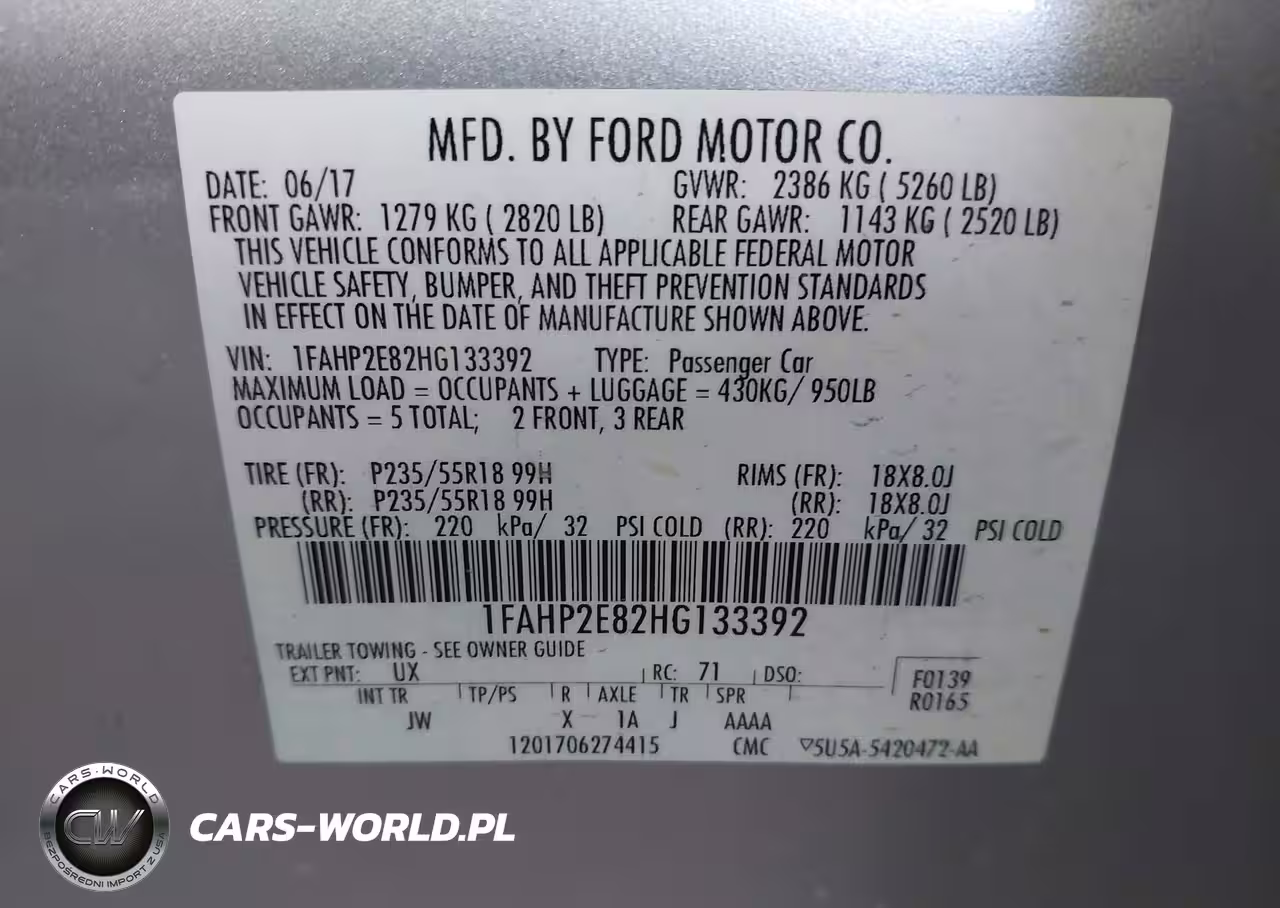 MFD. BY FORD MOTOR CO.
DATE: 06/17 GVWR: 2386 KG ( 5260 LB)
FRONT GAWR: 1279 KG ( 2820 LB) REAR GAWR: 1143 KG ( 2520 LB)
THIS VEHICLE CONFORMS TO ALL APPLICABLE FEDERAL MOTOR
VEHICLE SAFETY, BUMPER, AND THEFT PREVENTION STANDARDS
IN EFFECT ON THE DATE OF MANUFACTURE SHOWN ABOVE.
VIN: 1FAHP2E82HG133392 TYPE: Passenger Car
MAXIMUM LOAD = OCCUPANTS + LUGGAGE = 430KG/ 950LB
OCCUPANTS = 5 TOTAL; 2 FRONT, 3 REAR
TIRE (FR): P235/55R18 99H RIMS (FR): 18X8.0J
(RR): P235/55R18 99H (RR): 18X8.0J
PRESSURE (FR): 220 kPa/ 32 PSI COLD (RR): 220 kPa/ 32 PSI COLD
1FAHP2E82HG133392
TRAILER TOWING - SEE OWNER GUIDE
EXT PNT: UX RC: 71 DSO: F0139
INT TR TP/PS R AXLE TR SPR R0165
JW X 1A J AAAA
1201706274415 CMC ▽5U5A-5420472-AA
CARS-WORLD
CW
BEZPOŚREDNI IMPORT Z USA
CARS-WORLD.PL